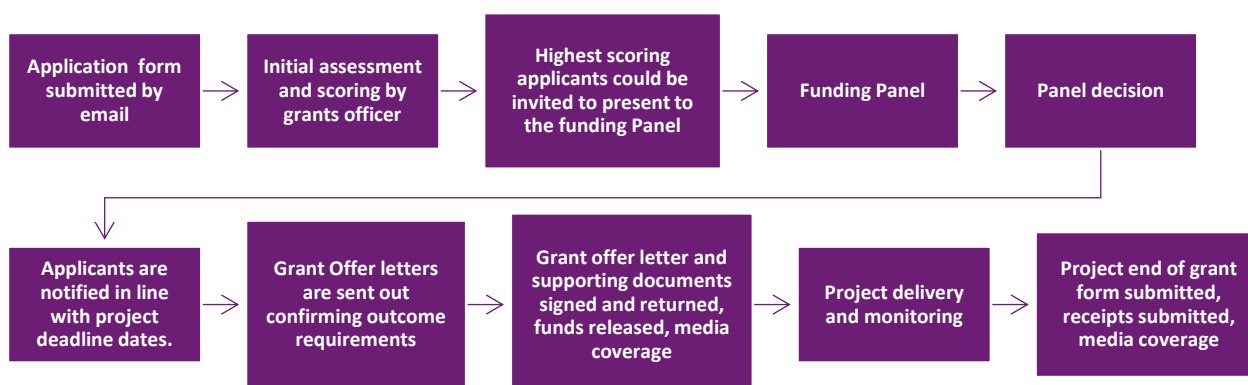 Application form
submitted by
email
Initial assessment
and scoring by
grants officer
Highest scoring
applicants could be
invited to present to
the funding Panel
Funding Panel
Panel decision
Applicants are
notified in line
with project
deadline dates.
Grant Offer letters
are sent out
confirming outcome
requirements
Grant offer letter and
supporting documents
signed and returned,
funds released, media
coverage
Project delivery
and monitoring
Project end of grant
form submitted,
receipts submitted,
media coverage